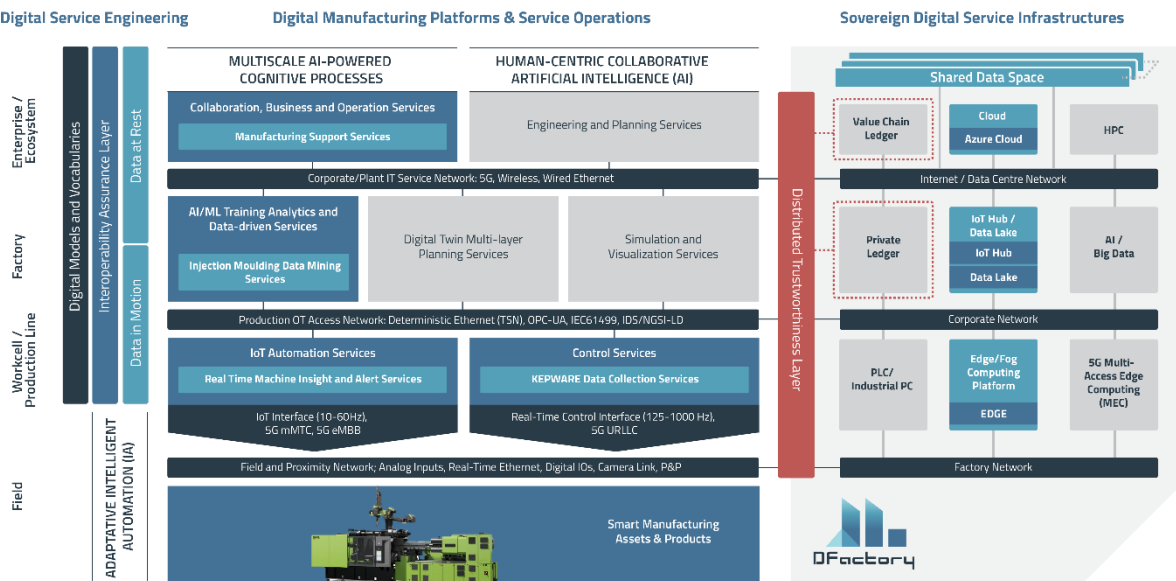 Digital Service Engineering
Digital Manufacturing Platforms & Service Operations
Sovereign Digital Service Infrastructures
Enterprise /
Ecosystem
Factory
Workcell /
Production Line
Field
Digital Models and Vocabularies
Interoperability Assurance Layer
Data at Rest
Data in Motion
ADAPTATIVE INTELLIGENT
AUTOMATION (IA)
MULTISCALE AI-POWERED
COGNITIVE PROCESSES
HUMAN-CENTRIC COLLABORATIVE
ARTIFICIAL INTELLIGENCE (AI)
Collaboration, Business and Operation Services
Manufacturing Support Services
Engineering and Planning Services
Corporate/Plant IT Service Network: 5G, Wireless, Wired Ethernet
AI/ML Training Analytics and
Data-driven Services
Injection Moulding Data Mining
Services
Digital Twin Multi-layer
Planning Services
Simulation and
Visualization Services
Production OT Access Network: Deterministic Ethernet (TSN), OPC-UA, IEC61499, IDS/NGSI-LD
IoT Automation Services
Real Time Machine Insight and Alert Services
Control Services
KEPWARE Data Collection Services
IoT Interface (10-60Hz),
5G mMTC, 5G eMBB
Real-Time Control Interface (125-1000 Hz),
5G URLLC
Field and Proximity Network; Analog Inputs, Real-Time Ethernet, Digital IOs, Camera Link, P&P
Smart Manufacturing
Assets & Products
Distributed Trustworthiness Layer
Shared Data Space
Value Chain
Ledger
Cloud
Azure Cloud
HPC
Internet / Data Centre Network
Private
Ledger
IoT Hub /
Data Lake
IoT Hub
Data Lake
AI /
Big Data
Corporate Network
PLC/
Industrial PC
Edge/Fog
Computing
Platform
EDGE
5G Multi-
Access Edge
Computing
(MEC)
Factory Network
DFactory